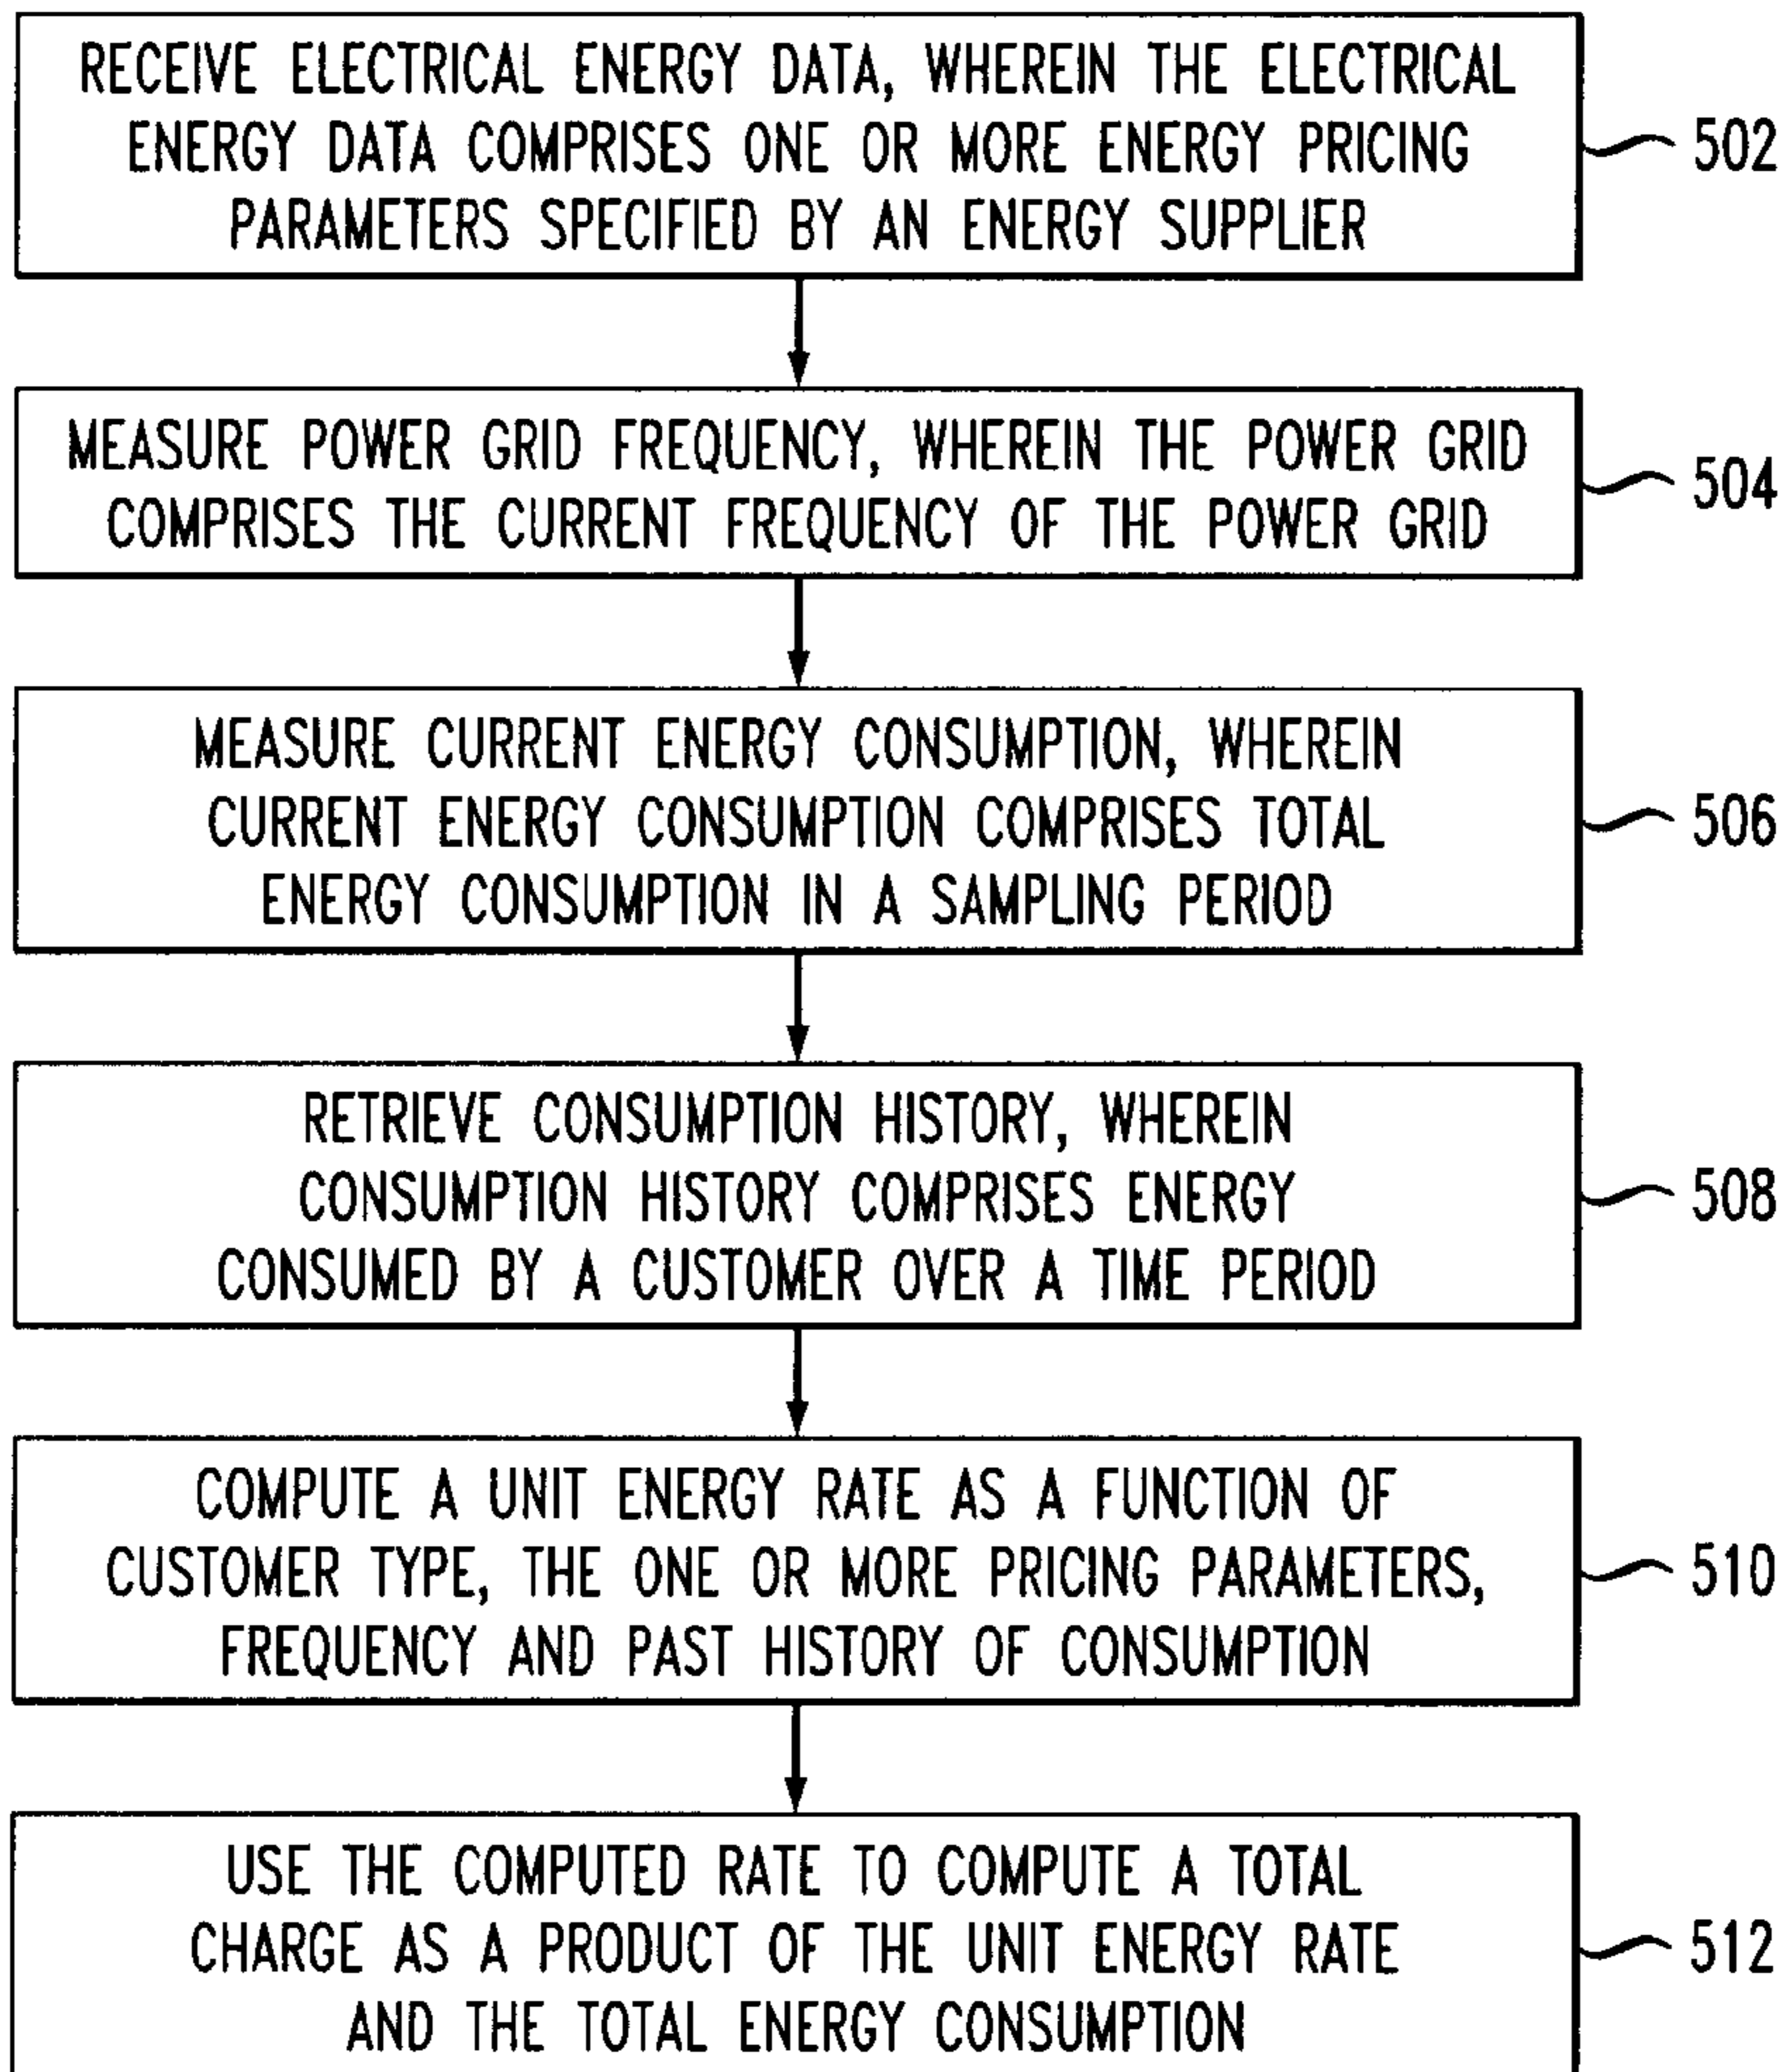 RECEIVE ELECTRICAL ENERGY DATA, WHEREIN THE ELECTRICAL
ENERGY DATA COMPRISES ONE OR MORE ENERGY PRICING
PARAMETERS SPECIFIED BY AN ENERGY SUPPLIER
502
MEASURE POWER GRID FREQUENCY, WHEREIN THE POWER GRID
COMPRISES THE CURRENT FREQUENCY OF THE POWER GRID
504
MEASURE CURRENT ENERGY CONSUMPTION, WHEREIN
CURRENT ENERGY CONSUMPTION COMPRISES TOTAL
ENERGY CONSUMPTION IN A SAMPLING PERIOD
506
RETRIEVE CONSUMPTION HISTORY, WHEREIN
CONSUMPTION HISTORY COMPRISES ENERGY
CONSUMED BY A CUSTOMER OVER A TIME PERIOD
508
COMPUTE A UNIT ENERGY RATE AS A FUNCTION OF
CUSTOMER TYPE, THE ONE OR MORE PRICING PARAMETERS,
FREQUENCY AND PAST HISTORY OF CONSUMPTION
510
USE THE COMPUTED RATE TO COMPUTE A TOTAL
CHARGE AS A PRODUCT OF THE UNIT ENERGY RATE
AND THE TOTAL ENERGY CONSUMPTION
512